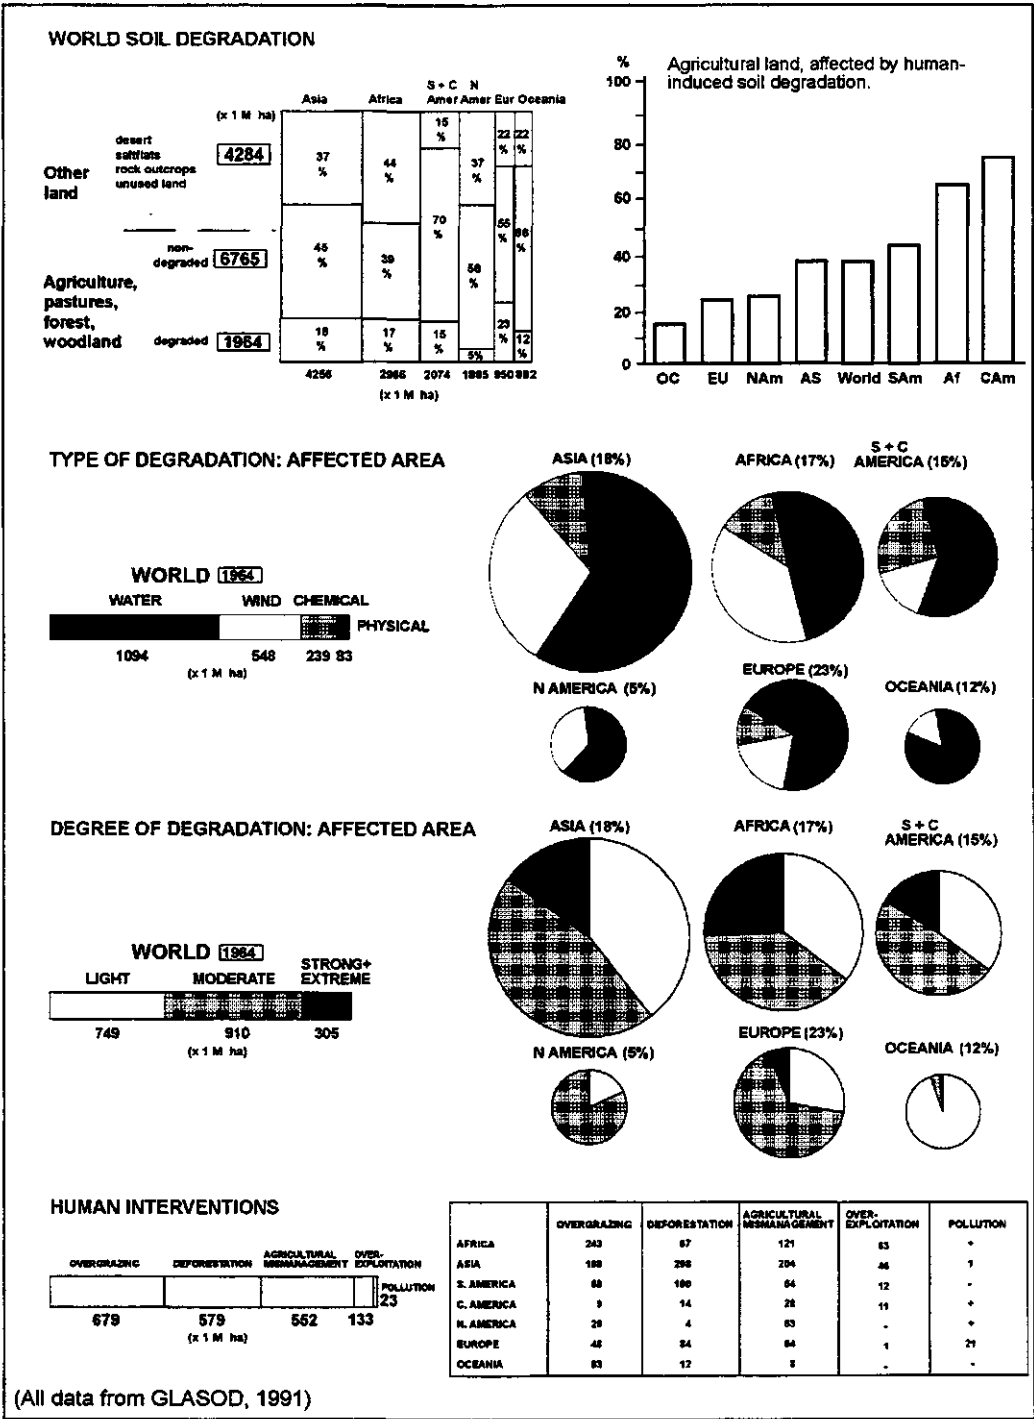 WORLD SOIL DEGRADATION
S + C N
Asia Africa Amer Amer Eur Oceania
(x 1 M ha)
Other land
desert
saltflats
rock outcrops
unused land
4284
37 %
44 %
15 %
37 %
22 %
22 %
non-degraded 6765
45 %
39 %
70 %
55 %
Agriculture,
pastures,
forest,
woodland
degraded 1964
18 %
17 %
15 %
5%
23 %
12 %
4256 2966 2074 1885 950 882
(x 1 M ha)
%
Agricultural land, affected by human-
induced soil degradation.
100
80
60
40
20
0
OC EU NAm AS World SAm Af CAm
TYPE OF DEGRADATION: AFFECTED AREA
WORLD 1964
WATER WIND CHEMICAL
PHYSICAL
1094 548 239 83
(x 1 M ha)
ASIA (18%)
AFRICA (17%)
S + C
AMERICA (15%)
N AMERICA (5%)
EUROPE (23%)
OCEANIA (12%)
DEGREE OF DEGRADATION: AFFECTED AREA
WORLD 1964
LIGHT MODERATE STRONG+
EXTREME
749 910 305
(x 1 M ha)
ASIA (18%)
AFRICA (17%)
S + C
AMERICA (15%)
N AMERICA (5%)
EUROPE (23%)
OCEANIA (12%)
HUMAN INTERVENTIONS
OVERGRAZING DEFORESTATION AGRICULTURAL MISMANAGEMENT OVER-EXPLOITATION
POLLUTION
23
679 579 552 133
(x 1 M ha)
OVERGRAZING DEFORESTATION AGRICULTURAL MISMANAGEMENT OVER-EXPLOITATION POLLUTION
AFRICA 243 67 121 63 +
ASIA 298 204 46 1
S. AMERICA 68 100 64 12 -
C. AMERICA 9 14 28 11 +
N. AMERICA 29 4 63 - +
EUROPE 84 64 1 21
OCEANIA 83 12 8 - -
(All data from GLASOD, 1991)